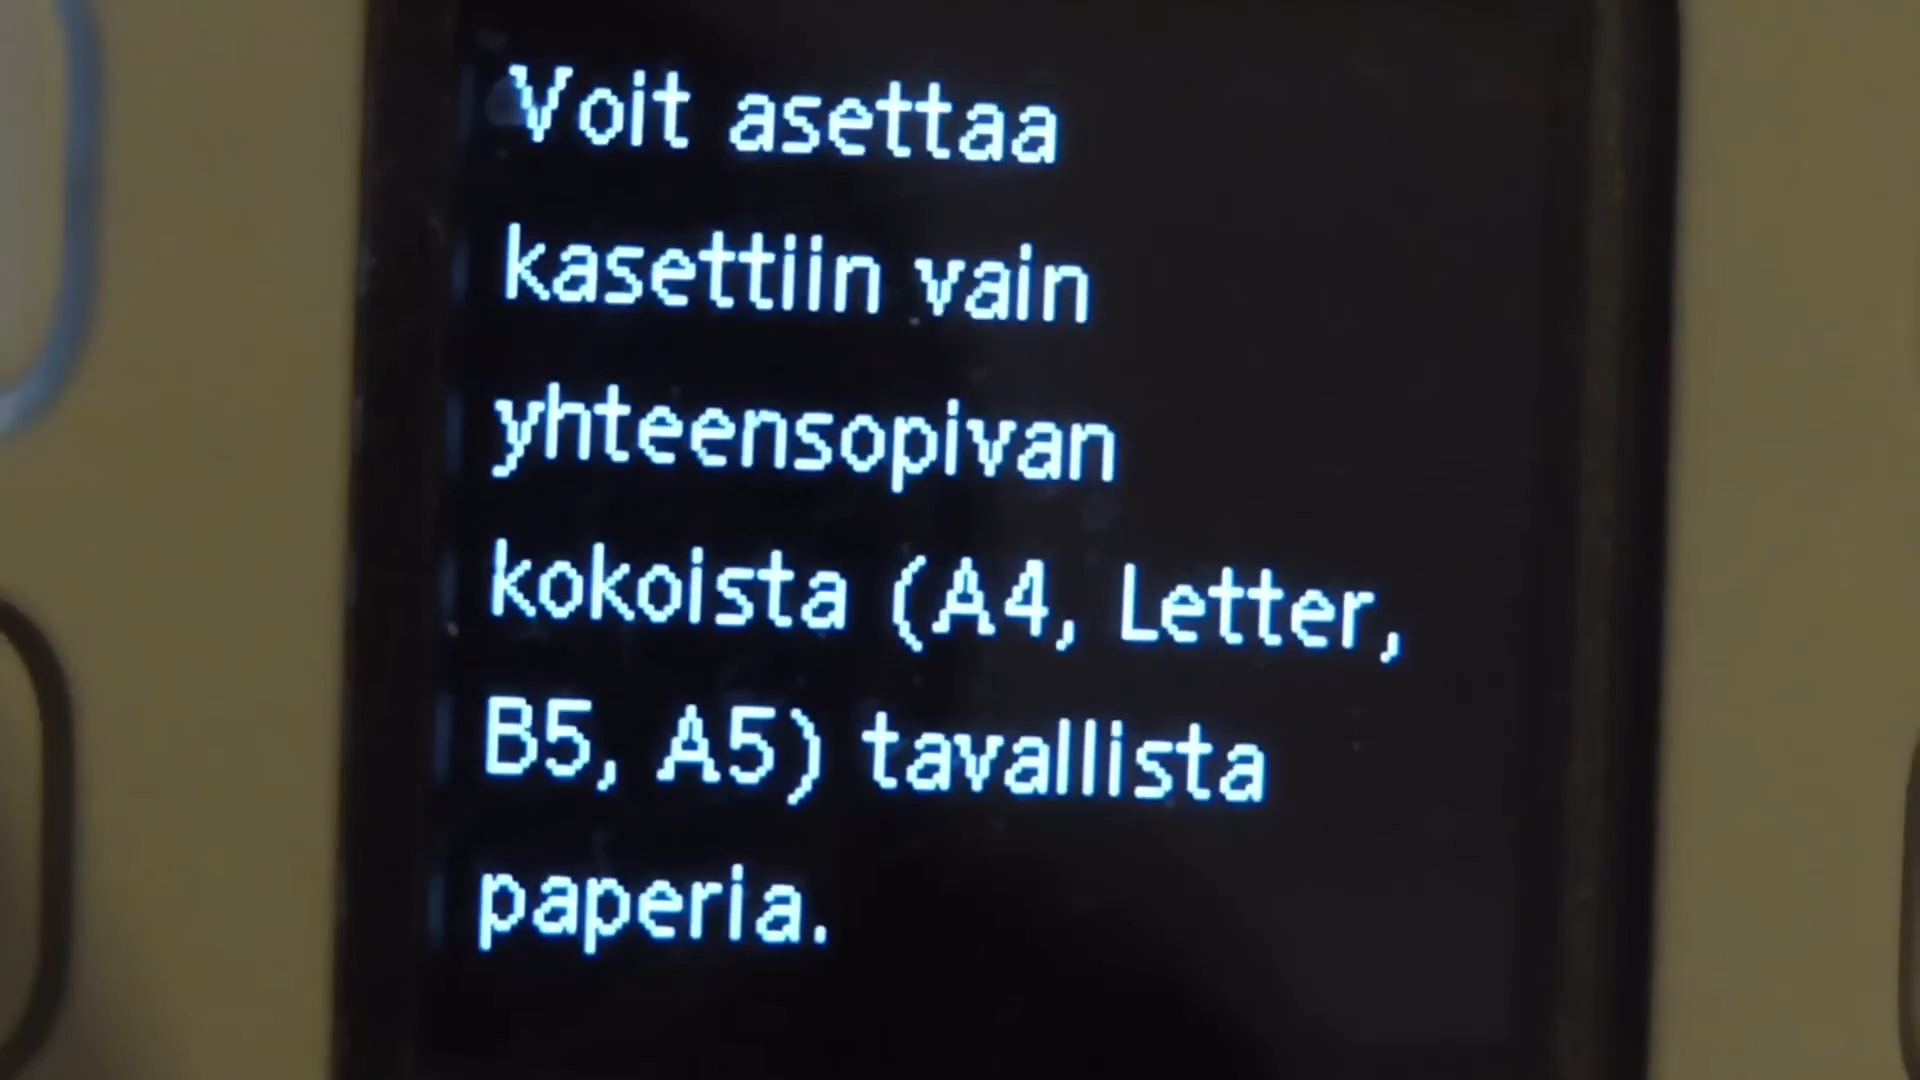 Voit asettaa
kasettiin vain
yhteensopivan
kokoista (A4, Letter,
B5, A5) tavallista
paperia.